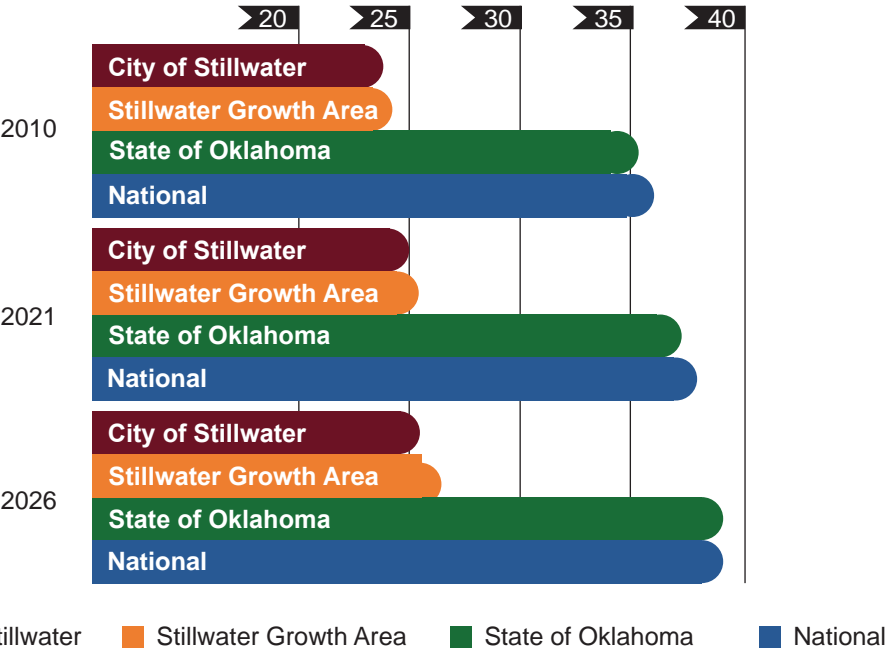 20 25 30 35 40
City of Stillwater
Stillwater Growth Area
2010
State of Oklahoma
National
City of Stillwater
Stillwater Growth Area
2021
State of Oklahoma
National
City of Stillwater
Stillwater Growth Area
2026
State of Oklahoma
National
tillwater Stillwater Growth Area State of Oklahoma National